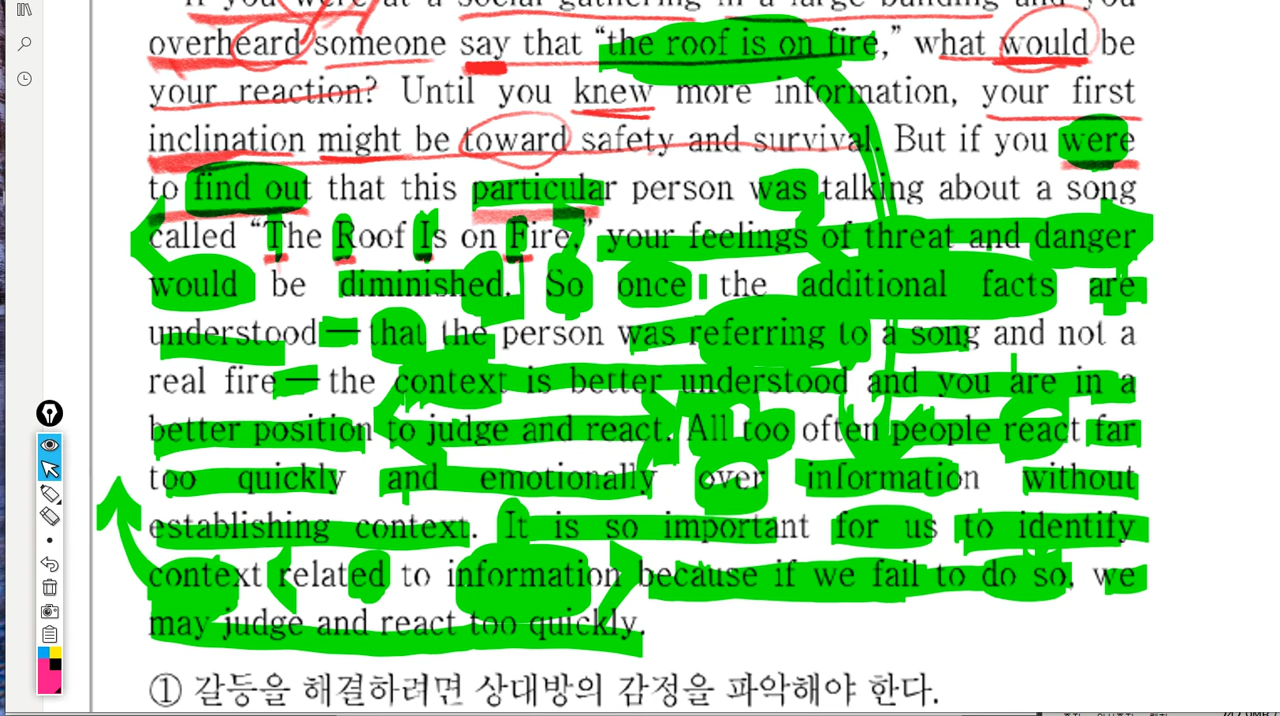 If you were at a social gathering in a large building and you
overheard someone say that “the roof is on fire,” what would be
your reaction? Until you knew more information, your first
inclination might be toward safety and survival. But if you were
to find out that this particular person was talking about a song
called “The Roof Is on Fire,” your feelings of threat and danger
would be diminished. So once the additional facts are
understood — that the person was referring to a song and not a
real fire — the context is better understood and you are in a
better position to judge and react. All too often people react far
too quickly and emotionally over information without
establishing context. It is so important for us to identify
context related to information because if we fail to do so, we
may judge and react too quickly.
① 갈등을 해결하려면 상대방의 감정을 파악해야 한다.